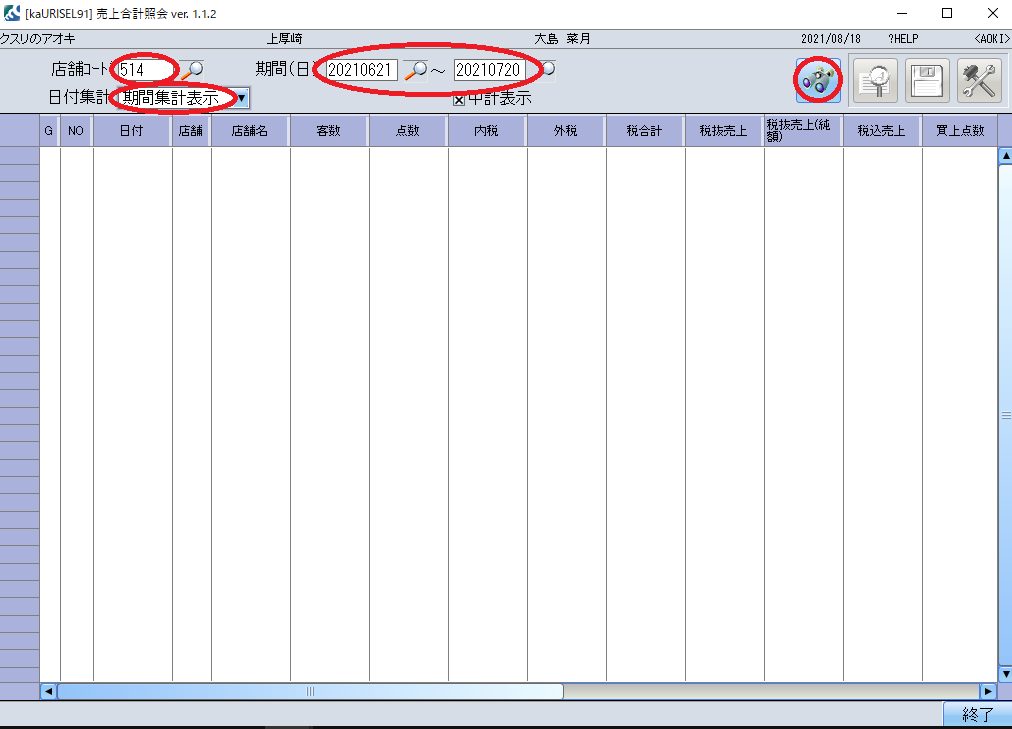 [kaURISEL91] 売上合計照会 ver. 1.1.2
クスリのアオキ 上厚崎 大島 菜月 2021/08/18 ?HELP <AOKI>
店舗コード 514 期間(日 20210621 ～ 20210720
日付集計 期間集計表示 中計表示
G NO 日付 店舗 店舗名 客数 点数 内税 外税 税合計 税抜売上 税抜売上(純額) 税込売上 買上点数
終了